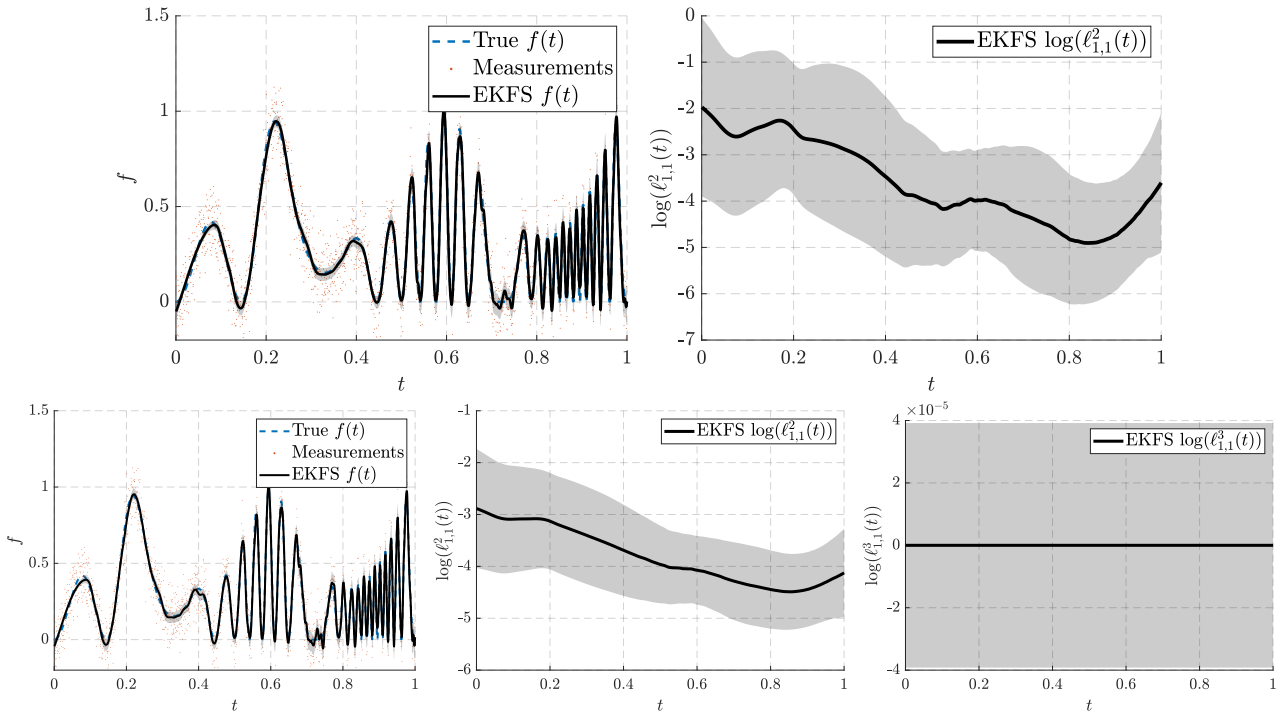 True f(t)
Measurements
EKFS f(t)
1.5
1
0.5
0
f
0 0.2 0.4 0.6 0.8 1
t
EKFS log(ℓ²₁,₁(t))
0
-1
-2
-3
-4
-5
-6
-7
log(ℓ²₁,₁(t))
0 0.2 0.4 0.6 0.8 1
t
True f(t)
Measurements
EKFS f(t)
1.5
1
0.5
0
f
0 0.2 0.4 0.6 0.8 1
t
EKFS log(ℓ²₁,₁(t))
-1
-2
-3
-4
-5
-6
log(ℓ²₁,₁(t))
0 0.2 0.4 0.6 0.8 1
t
×10⁻⁵
EKFS log(ℓ³₁,₁(t))
4
2
0
-2
-4
log(ℓ³₁,₁(t))
0 0.2 0.4 0.6 0.8 1
t